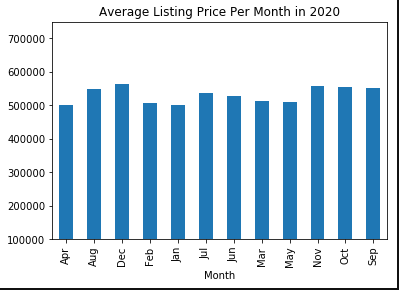 Average Listing Price Per Month in 2020
700000
600000
500000
400000
300000
200000
100000
Apr
Aug
Dec
Feb
Jan
Jul
Jun
Mar
May
Nov
Oct
Sep
Month